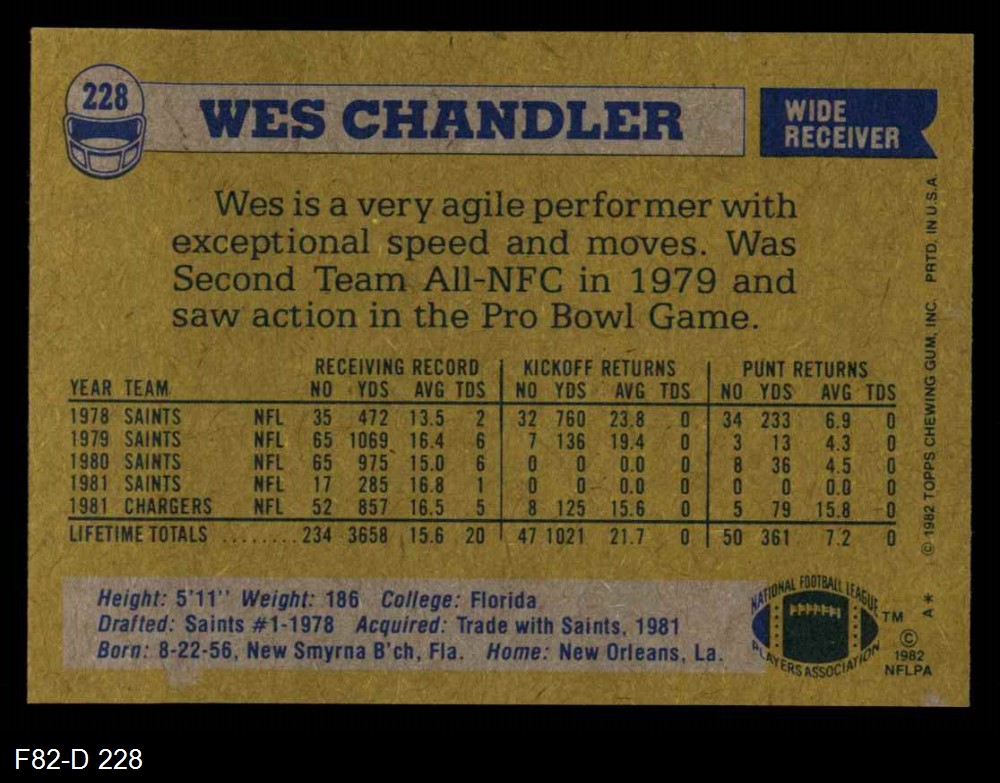 228
WES CHANDLER
WIDE
RECEIVER
Wes is a very agile performer with
exceptional speed and moves. Was
Second Team All-NFC in 1979 and
saw action in the Pro Bowl Game.
RECEIVING RECORD KICKOFF RETURNS PUNT RETURNS
YEAR TEAM NO YDS AVG TDS NO YDS AVG TDS NO YDS AVG TDS
1978 SAINTS NFL 35 472 13.5 2 32 760 23.8 0 34 233 6.9 0
1979 SAINTS NFL 65 1069 16.4 6 7 136 19.4 0 3 13 4.3 0
1980 SAINTS NFL 65 975 15.0 6 0 0 0.0 0 8 36 4.5 0
1981 SAINTS NFL 17 285 16.8 1 0 0 0.0 0 0 0 0.0 0
1981 CHARGERS NFL 52 857 16.5 5 8 125 15.6 0 5 79 15.8 0
LIFETIME TOTALS ........ 234 3658 15.6 20 47 1021 21.7 0 50 361 7.2 0
Height: 5'11" Weight: 186 College: Florida
Drafted: Saints #1-1978 Acquired: Trade with Saints, 1981
Born: 8-22-56, New Smyrna B'ch, Fla. Home: New Orleans, La.
NATIONAL FOOTBALL LEAGUE
PLAYERS ASSOCIATION
TM
©
1982
NFLPA
© 1982 TOPPS CHEWING GUM, INC. PRTD. IN U.S.A.
A*
F82-D 228